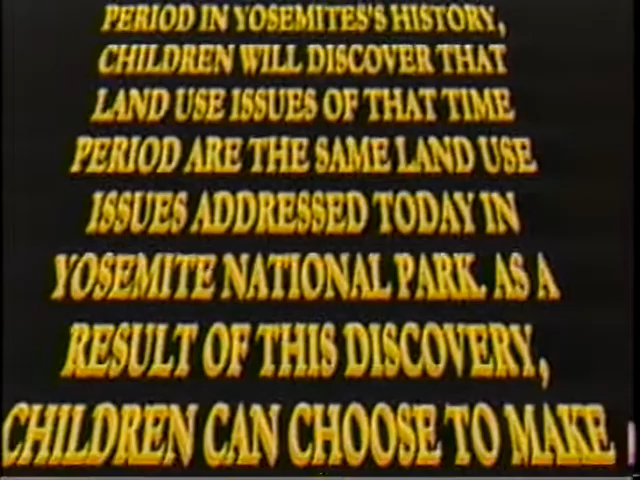 PERIOD IN YOSEMITES'S HISTORY,
CHILDREN WILL DISCOVER THAT
LAND USE ISSUES OF THAT TIME
PERIOD ARE THE SAME LAND USE
ISSUES ADDRESSED TODAY IN
YOSEMITE NATIONAL PARK. AS A
RESULT OF THIS DISCOVERY,
CHILDREN CAN CHOOSE TO MAKE